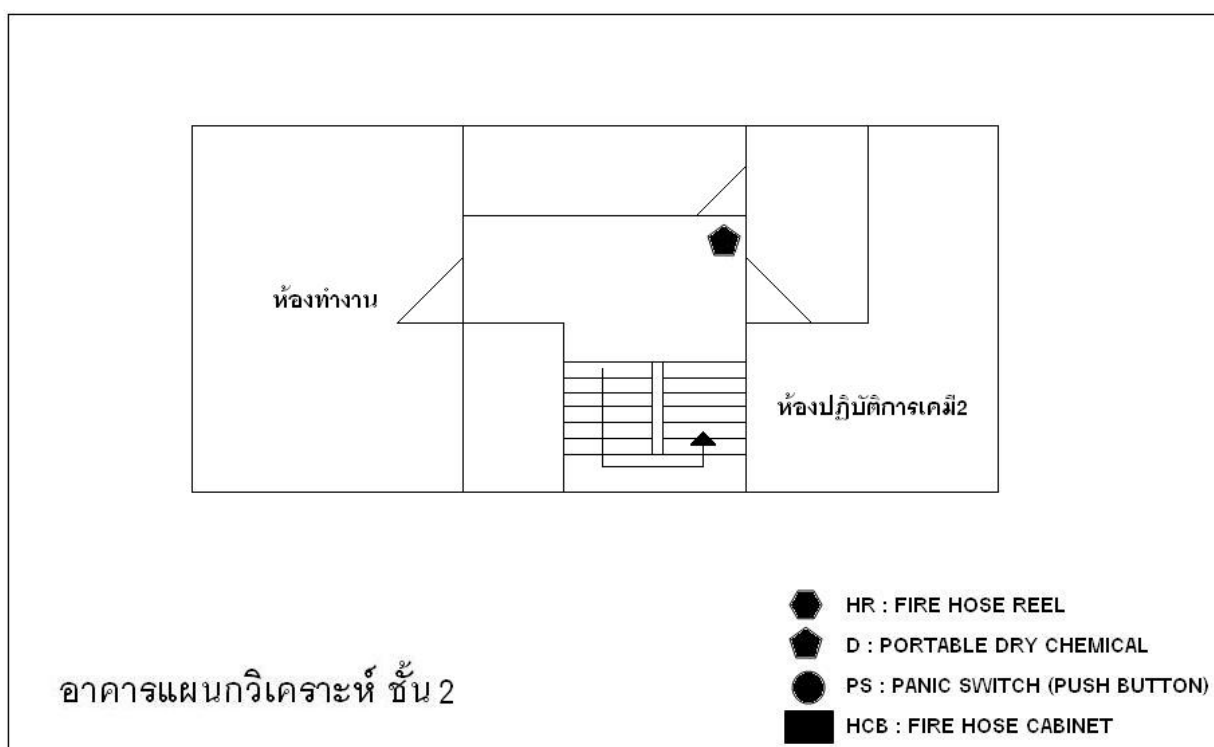 ห้องทำงาน
ห้องปฏิบัติการเคมี2
HR : FIRE HOSE REEL
D : PORTABLE DRY CHEMICAL
PS : PANIC SWITCH (PUSH BUTTON)
HCB : FIRE HOSE CABINET
อาคารแผนกวิเคราะห์ ชั้น 2